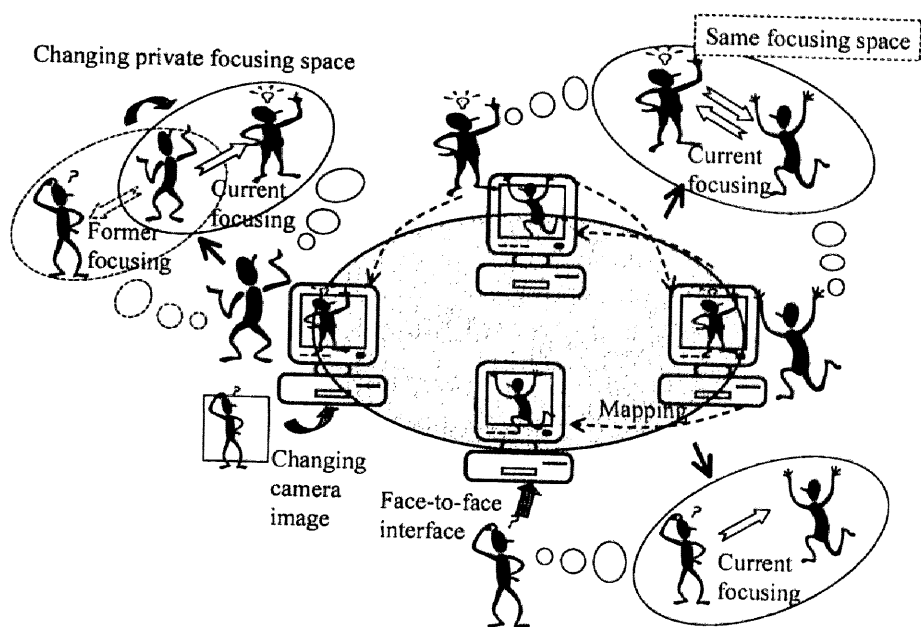 Changing private focusing space
Same focusing space
?
Current
focusing
Former
focusing
Current
focusing
Mapping
?
Changing
camera
image
Face-to-face
interface
?
?
Current
focusing